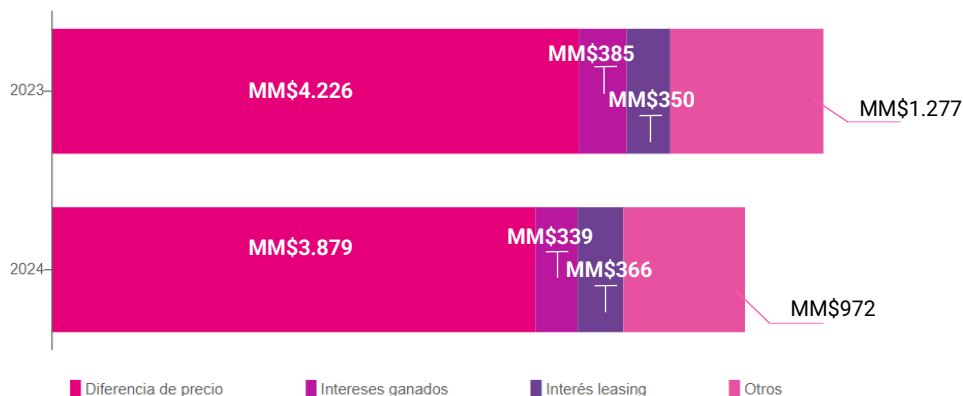 MM$385
2023
MM$4.226
MM$350
MM$1.277
MM$339
MM$3.879
2024
MM$366
MM$972
Diferencia de precio
Intereses ganados
Interés leasing
Otros